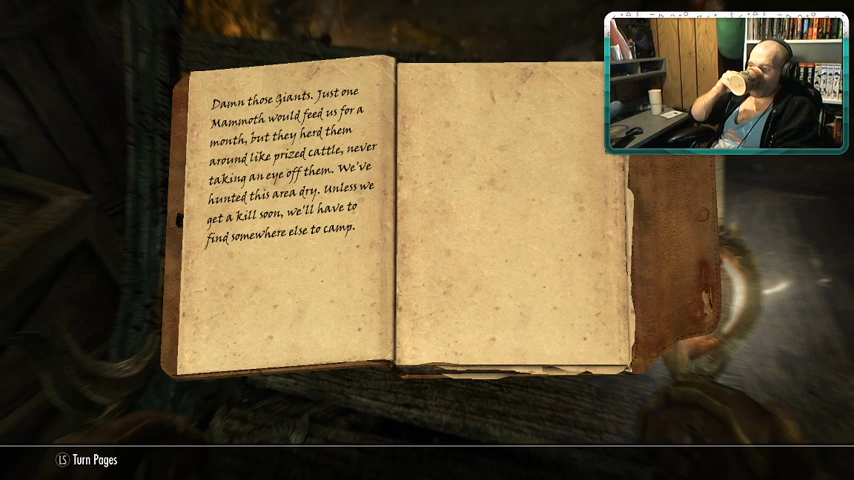 Damn those Giants. Just one
Mammoth would feed us for a
month, but they herd them
around like prized cattle, never
taking an eye off them. We've
hunted this area dry. Unless we
get a kill soon, we'll have to
find somewhere else to camp.
LS Turn Pages